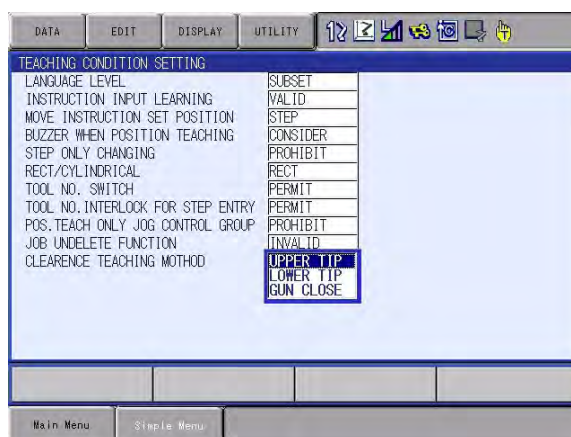 DATA EDIT DISPLAY UTILITY
TEACHING CONDITION SETTING
LANGUAGE LEVEL SUBSET
INSTRUCTION INPUT LEARNING VALID
MOVE INSTRUCTION SET POSITION STEP
BUZZER WHEN POSITION TEACHING CONSIDER
STEP ONLY CHANGING PROHIBIT
RECT/CYLINDRICAL RECT
TOOL NO. SWITCH PERMIT
TOOL NO. INTERLOCK FOR STEP ENTRY PERMIT
POS.TEACH ONLY JOG CONTROL GROUP PROHIBIT
JOB UNDELETE FUNCTION INVALID
CLEARENCE TEACHING MOTHOD UPPER TIP
LOWER TIP
GUN CLOSE
Main Menu Simple Menu